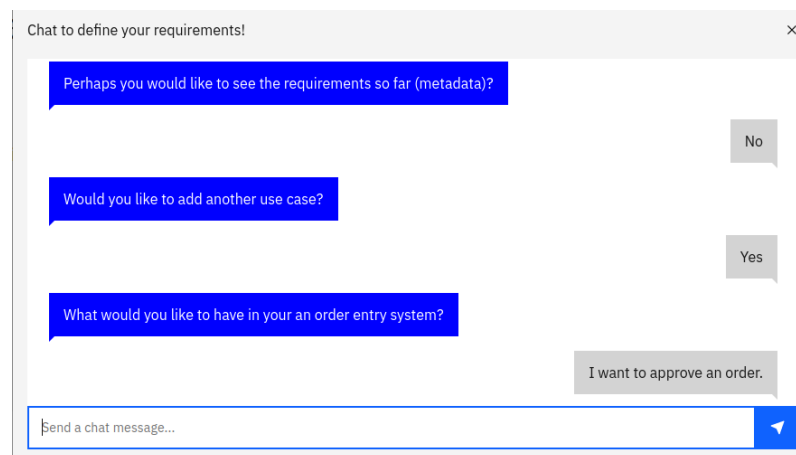 Chat to define your requirements!
Perhaps you would like to see the requirements so far (metadata)?
No
Would you like to add another use case?
Yes
What would you like to have in your an order entry system?
I want to approve an order.
Send a chat message...